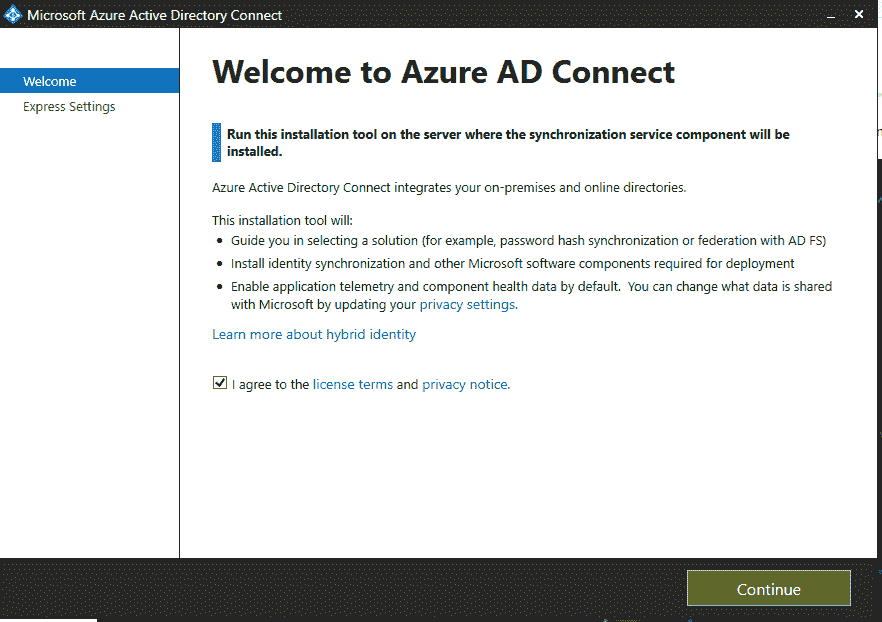 Microsoft Azure Active Directory Connect
Welcome
Express Settings
Welcome to Azure AD Connect
Run this installation tool on the server where the synchronization service component will be
installed.
Azure Active Directory Connect integrates your on-premises and online directories.
This installation tool will:
• Guide you in selecting a solution (for example, password hash synchronization or federation with AD FS)
• Install identity synchronization and other Microsoft software components required for deployment
• Enable application telemetry and component health data by default.  You can change what data is shared
with Microsoft by updating your privacy settings.
Learn more about hybrid identity
I agree to the license terms and privacy notice.
Continue